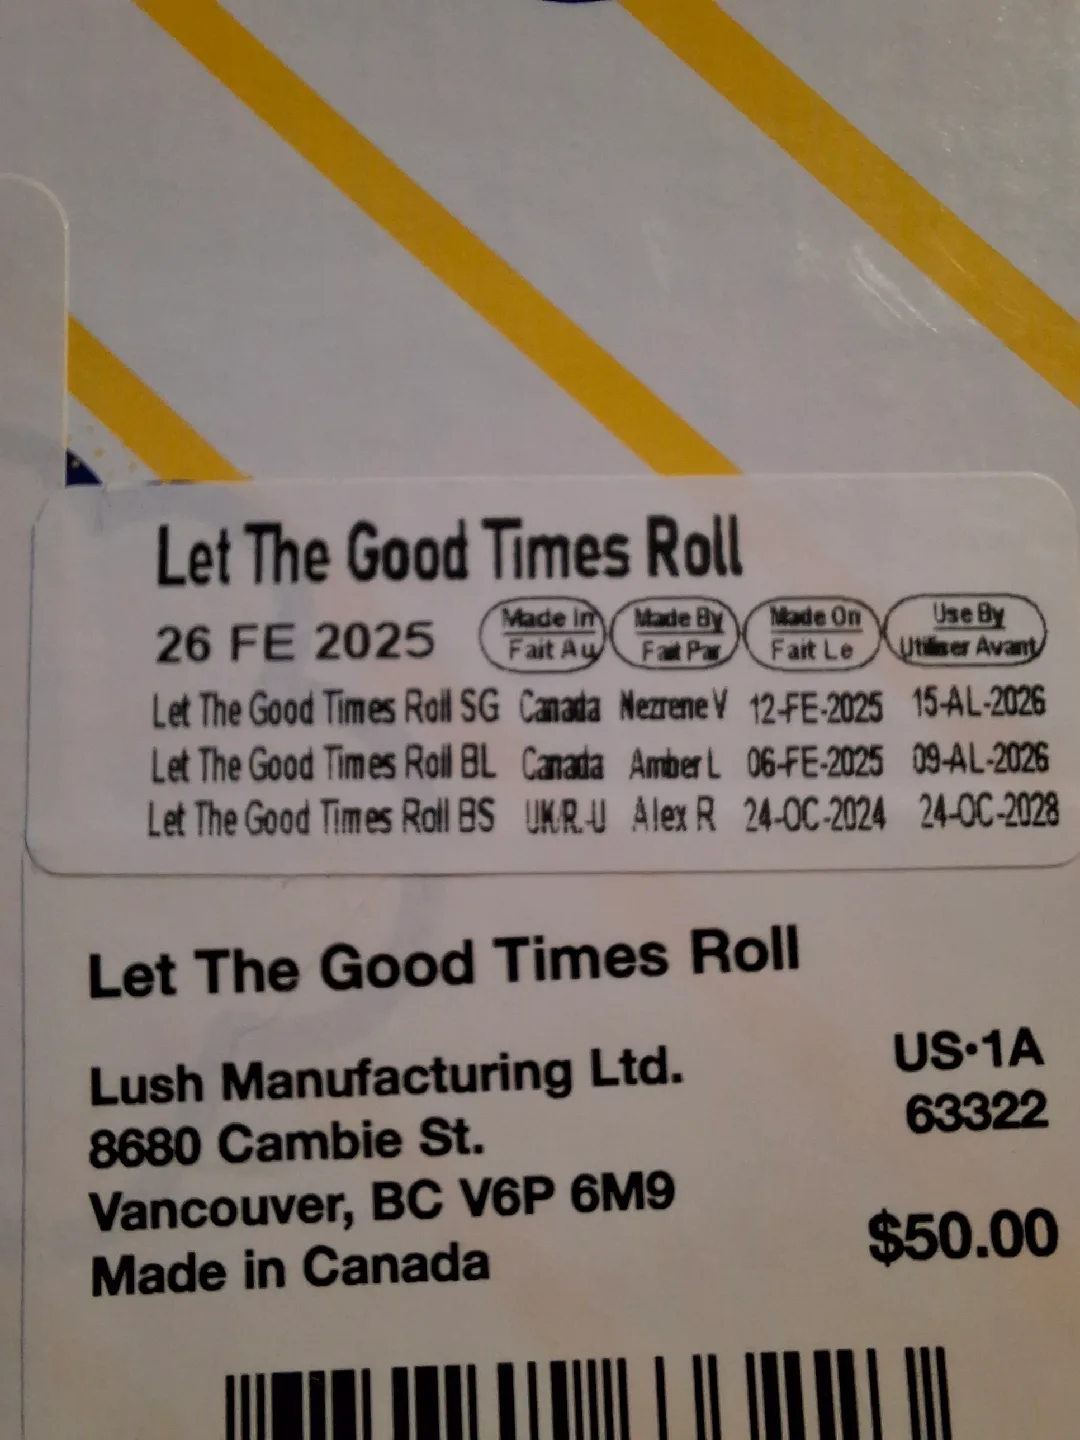 Let The Good Times Roll
26 FE 2025 Made In Made By Made On Use By
Fait Au Fait Par Fait Le Utiliser Avant
Let The Good Times Roll SG Canada Nezrene V 12-FE-2025 15-AL-2026
Let The Good Times Roll BL Canada Amber L 06-FE-2025 09-AL-2026
Let The Good Times Roll BS UK/R-U Alex R 24-OC-2024 24-OC-2028
Let The Good Times Roll
Lush Manufacturing Ltd. US•1A
8680 Cambie St. 63322
Vancouver, BC V6P 6M9
Made in Canada $50.00